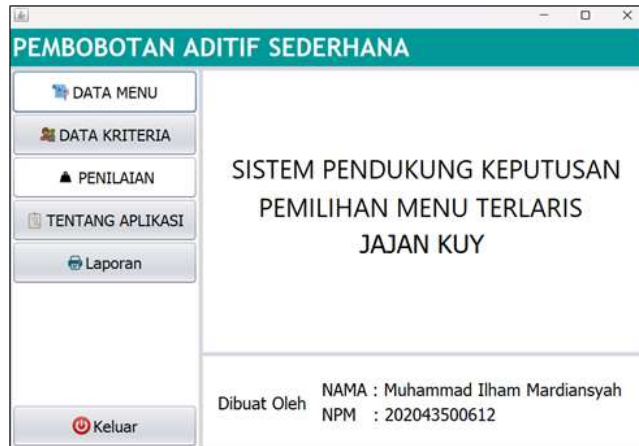 PEMBOBOTAN ADITIF SEDERHANA
DATA MENU
DATA KRITERIA
PENILAIAN
TENTANG APLIKASI
Laporan
Keluar
SISTEM PENDUKUNG KEPUTUSAN
PEMILIHAN MENU TERLARIS
JAJAN KUY
Dibuat Oleh
NAMA : Muhammad Ilham Mardiansyah
NPM : 202043500612